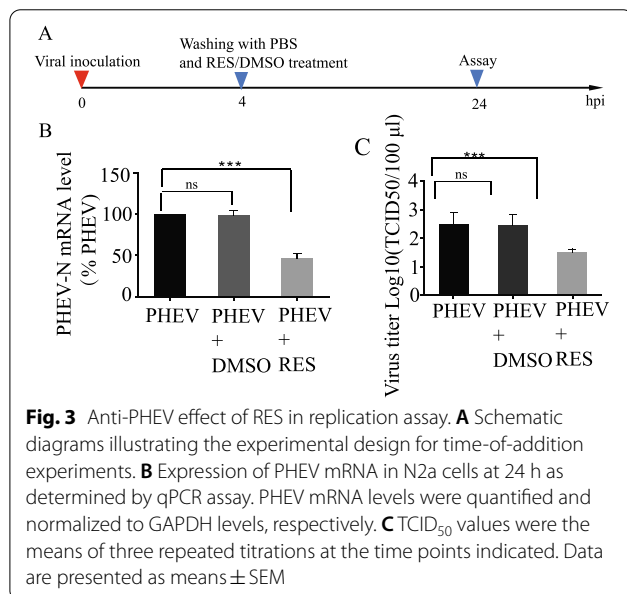 A
Viral inoculation
Washing with PBS
and RES/DMSO treatment
Assay
0
4
24
hpi
B
PHEV-N mRNA level
(% PHEV)
150
100
50
0
ns
***
PHEV
PHEV
+
DMSO
PHEV
+
RES
C
Virus titer Log10(TCID50/100 µl)
4
3
2
1
0
ns
***
PHEV
PHEV
+
DMSO
PHEV
+
RES
Fig. 3 Anti-PHEV effect of RES in replication assay. A Schematic
diagrams illustrating the experimental design for time-of-addition
experiments. B Expression of PHEV mRNA in N2a cells at 24 h as
determined by qPCR assay. PHEV mRNA levels were quantified and
normalized to GAPDH levels, respectively. C TCID50 values were the
means of three repeated titrations at the time points indicated. Data
are presented as means ± SEM